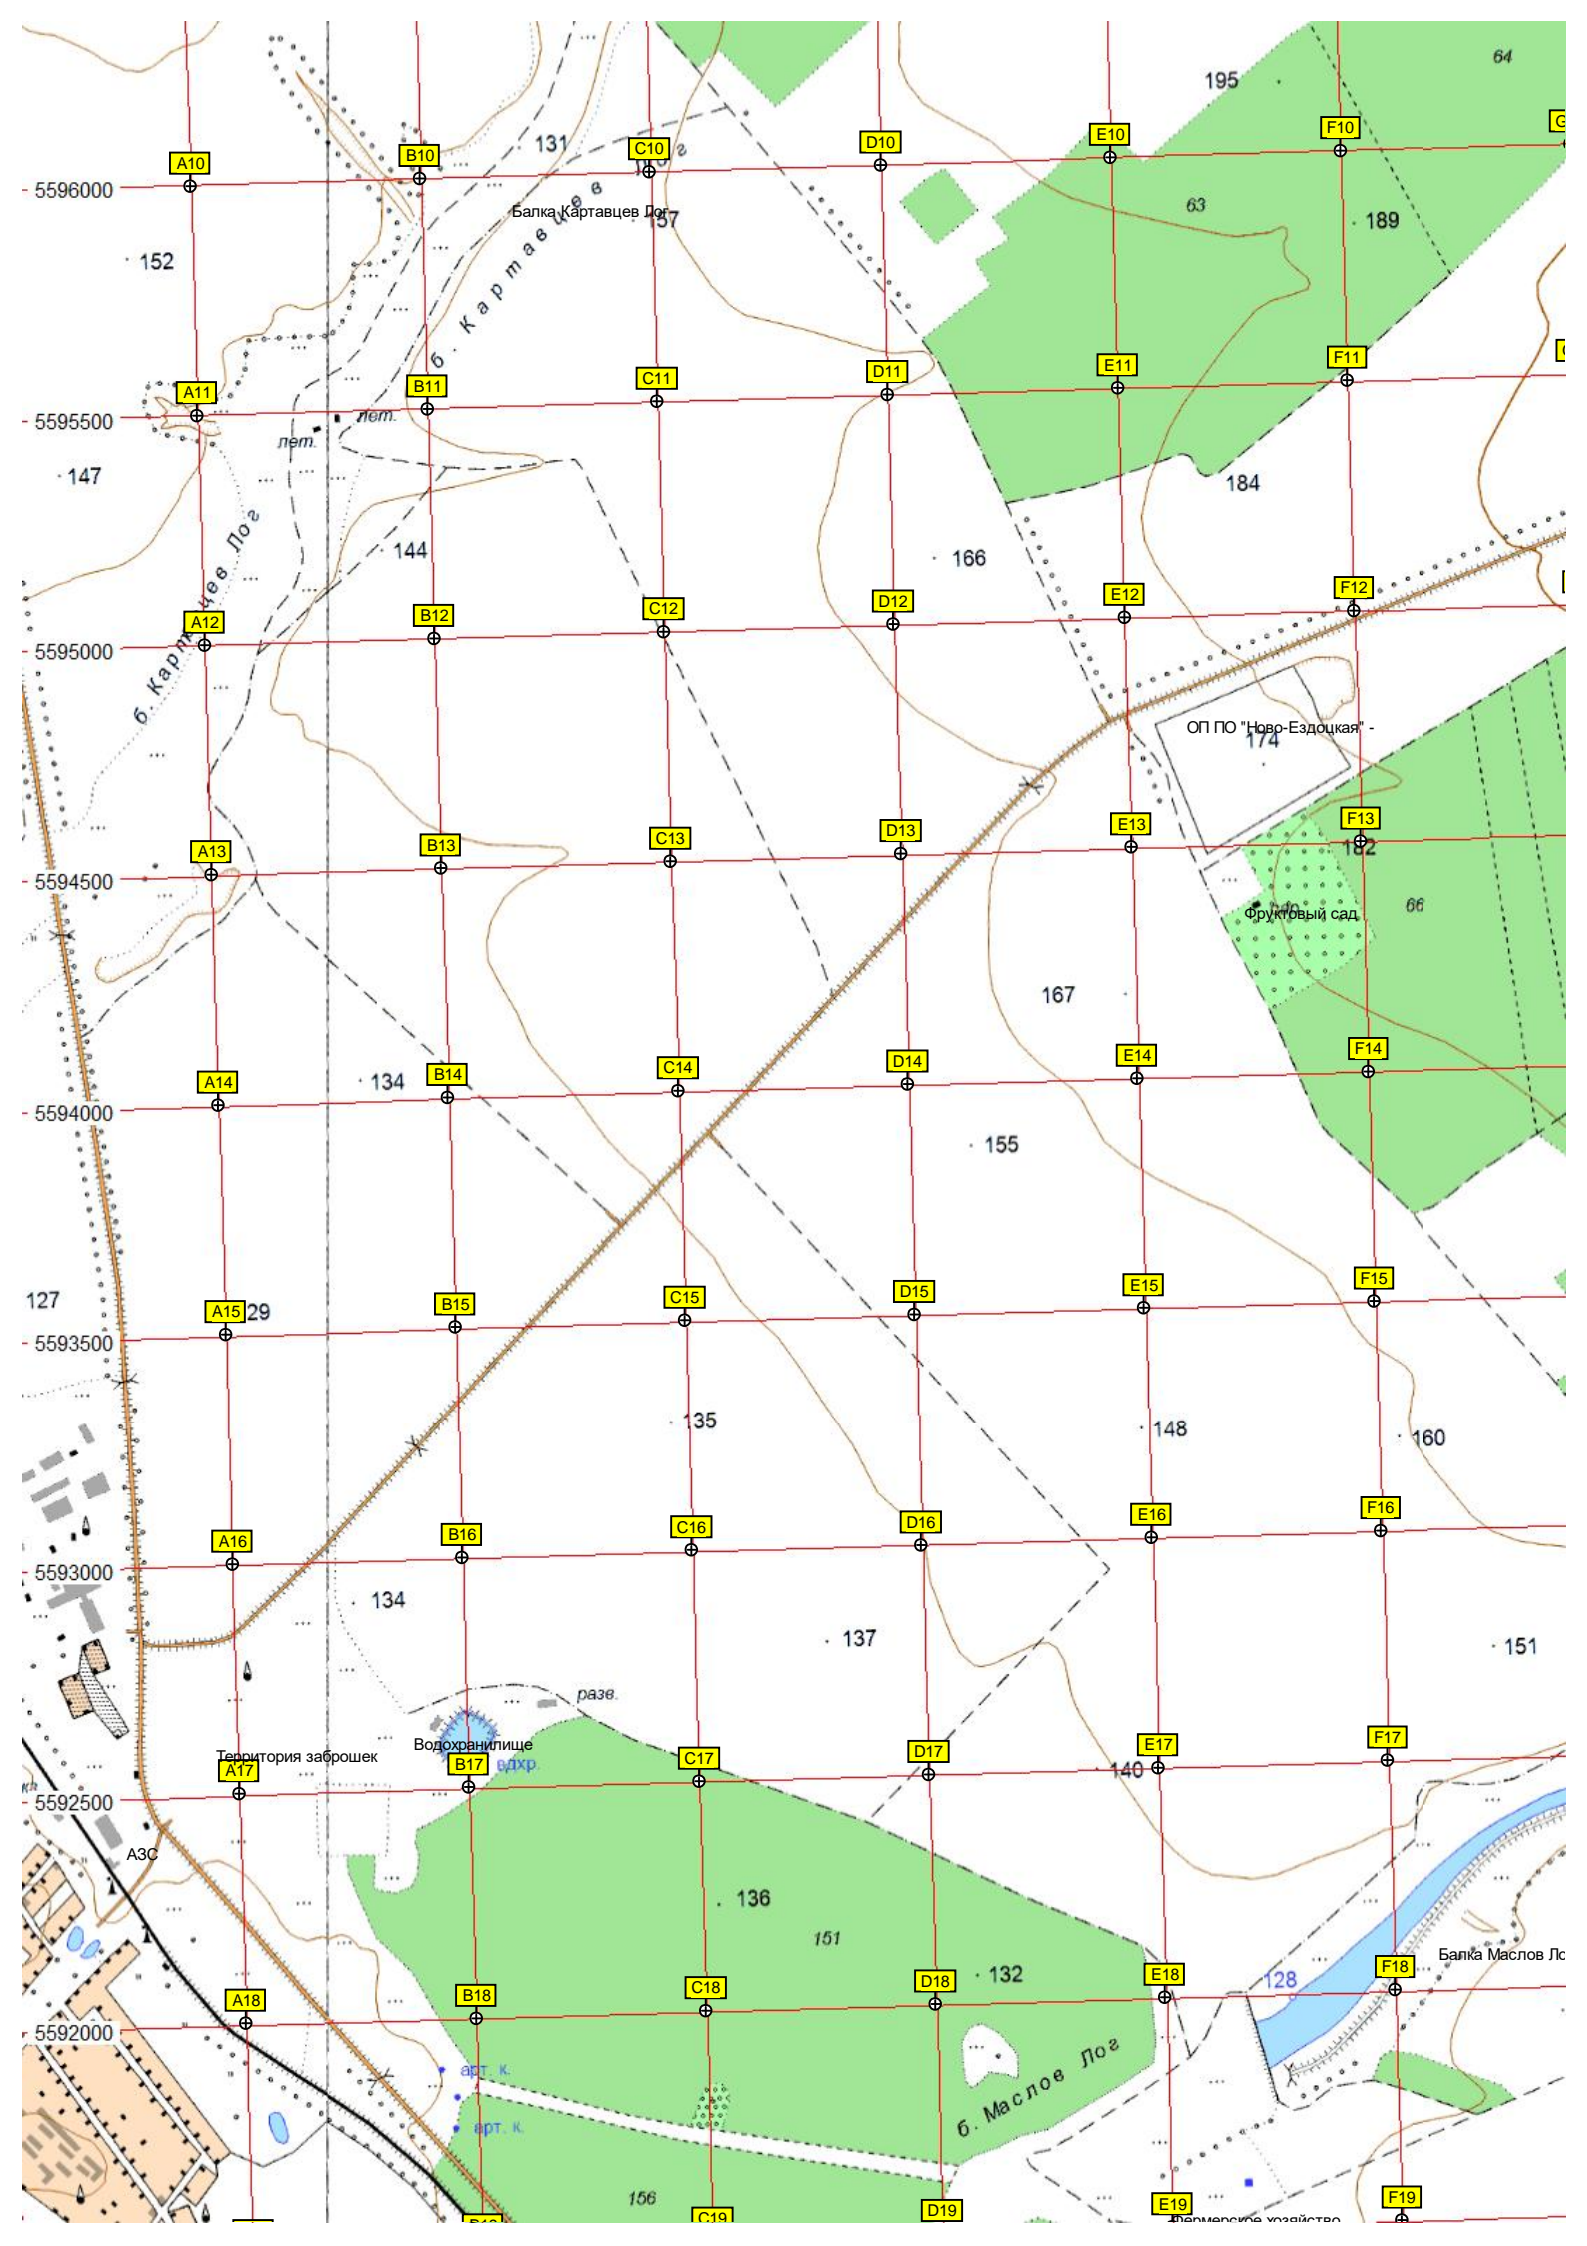 64
195
A10
B10
131
C10
г
D10
E10
F10
5596000
Балка Картавцев Лог
157
63
189
152
б. Картавцев
A11
B11
C11
D11
E11
F11
5595500
лет.
лет.
147
184
144
166
б. Картавцев Лог
A12
B12
C12
D12
E12
F12
5595000
ОП ПО "Ново-Ездоцкая" -
174
A13
B13
C13
D13
E13
F13
182
5594500
Фруктовый сад
66
167
A14
134
B14
C14
D14
E14
F14
5594000
155
127
A15
29
B15
C15
D15
E15
F15
5593500
135
148
160
A16
B16
C16
D16
E16
F16
5593000
134
137
151
разв.
Водохранилище
Территория заброшек
вдхр.
A17
B17
C17
D17
E17
F17
140
5592500
АЗС
136
151
Балка Маслов Ло
132
128
A18
B18
C18
D18
E18
F18
5592000
б. Маслов Лог
арт. к.
арт. к.
156
C19
D19
E19
F19
Фермерское хозяйство